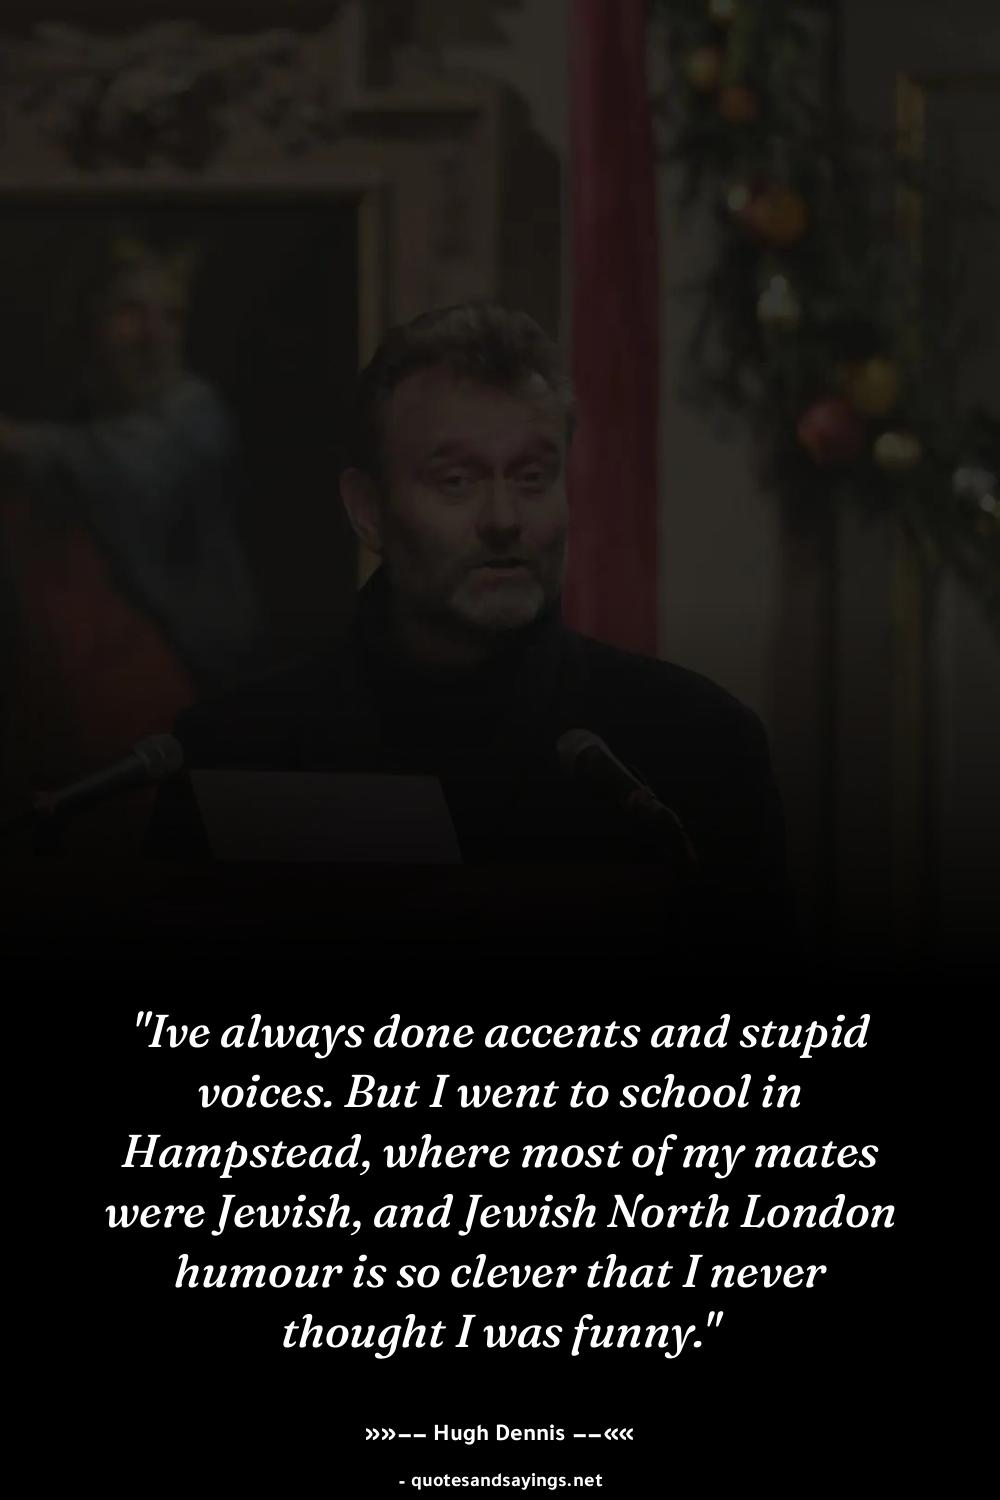 "Ive always done accents and stupid
voices. But I went to school in
Hampstead, where most of my mates
were Jewish, and Jewish North London
humour is so clever that I never
thought I was funny."
»»–– Hugh Dennis ––««
- quotesandsayings.net